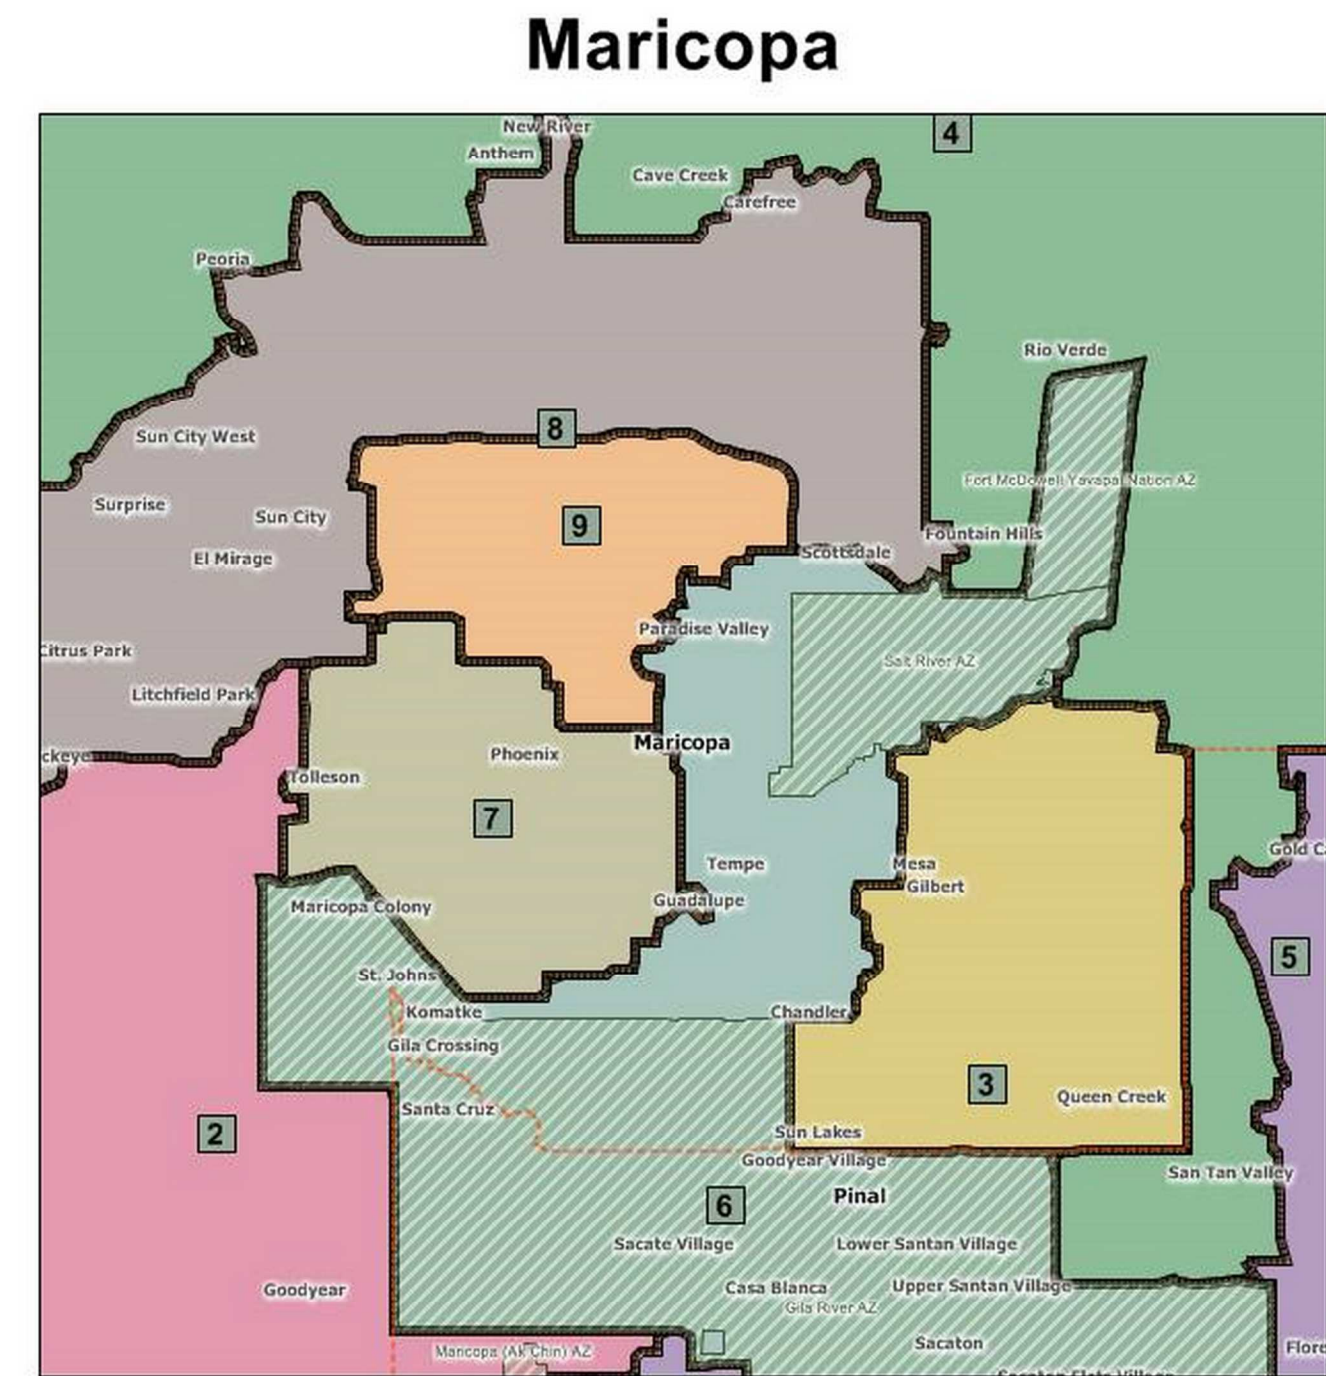 Maricopa
New River
4
Anthem
Cave Creek
Carefree
Peoria
Rio Verde
8
Sun City West
Fort McDowell Yavapai Nation AZ
Surprise
Sun City
9
Fountain Hills
Scottsdale
El Mirage
Paradise Valley
Citrus Park
Salt River AZ
Litchfield Park
Maricopa
Phoenix
ckeye
Tolleson
7
Gold C
Tempe
Mesa
Gilbert
Guadalupe
Maricopa Colony
5
St. Johns
Komatke
Chandler
Gila Crossing
3
Queen Creek
Santa Cruz
2
Sun Lakes
Goodyear Village
San Tan Valley
Pinal
6
Sacate Village
Lower Santan Village
Casa Blanca
Upper Santan Village
Goodyear
Gila River AZ
Sacaton
Maricopa (Ak Chin) AZ
Flore
Sacaton Flats Village